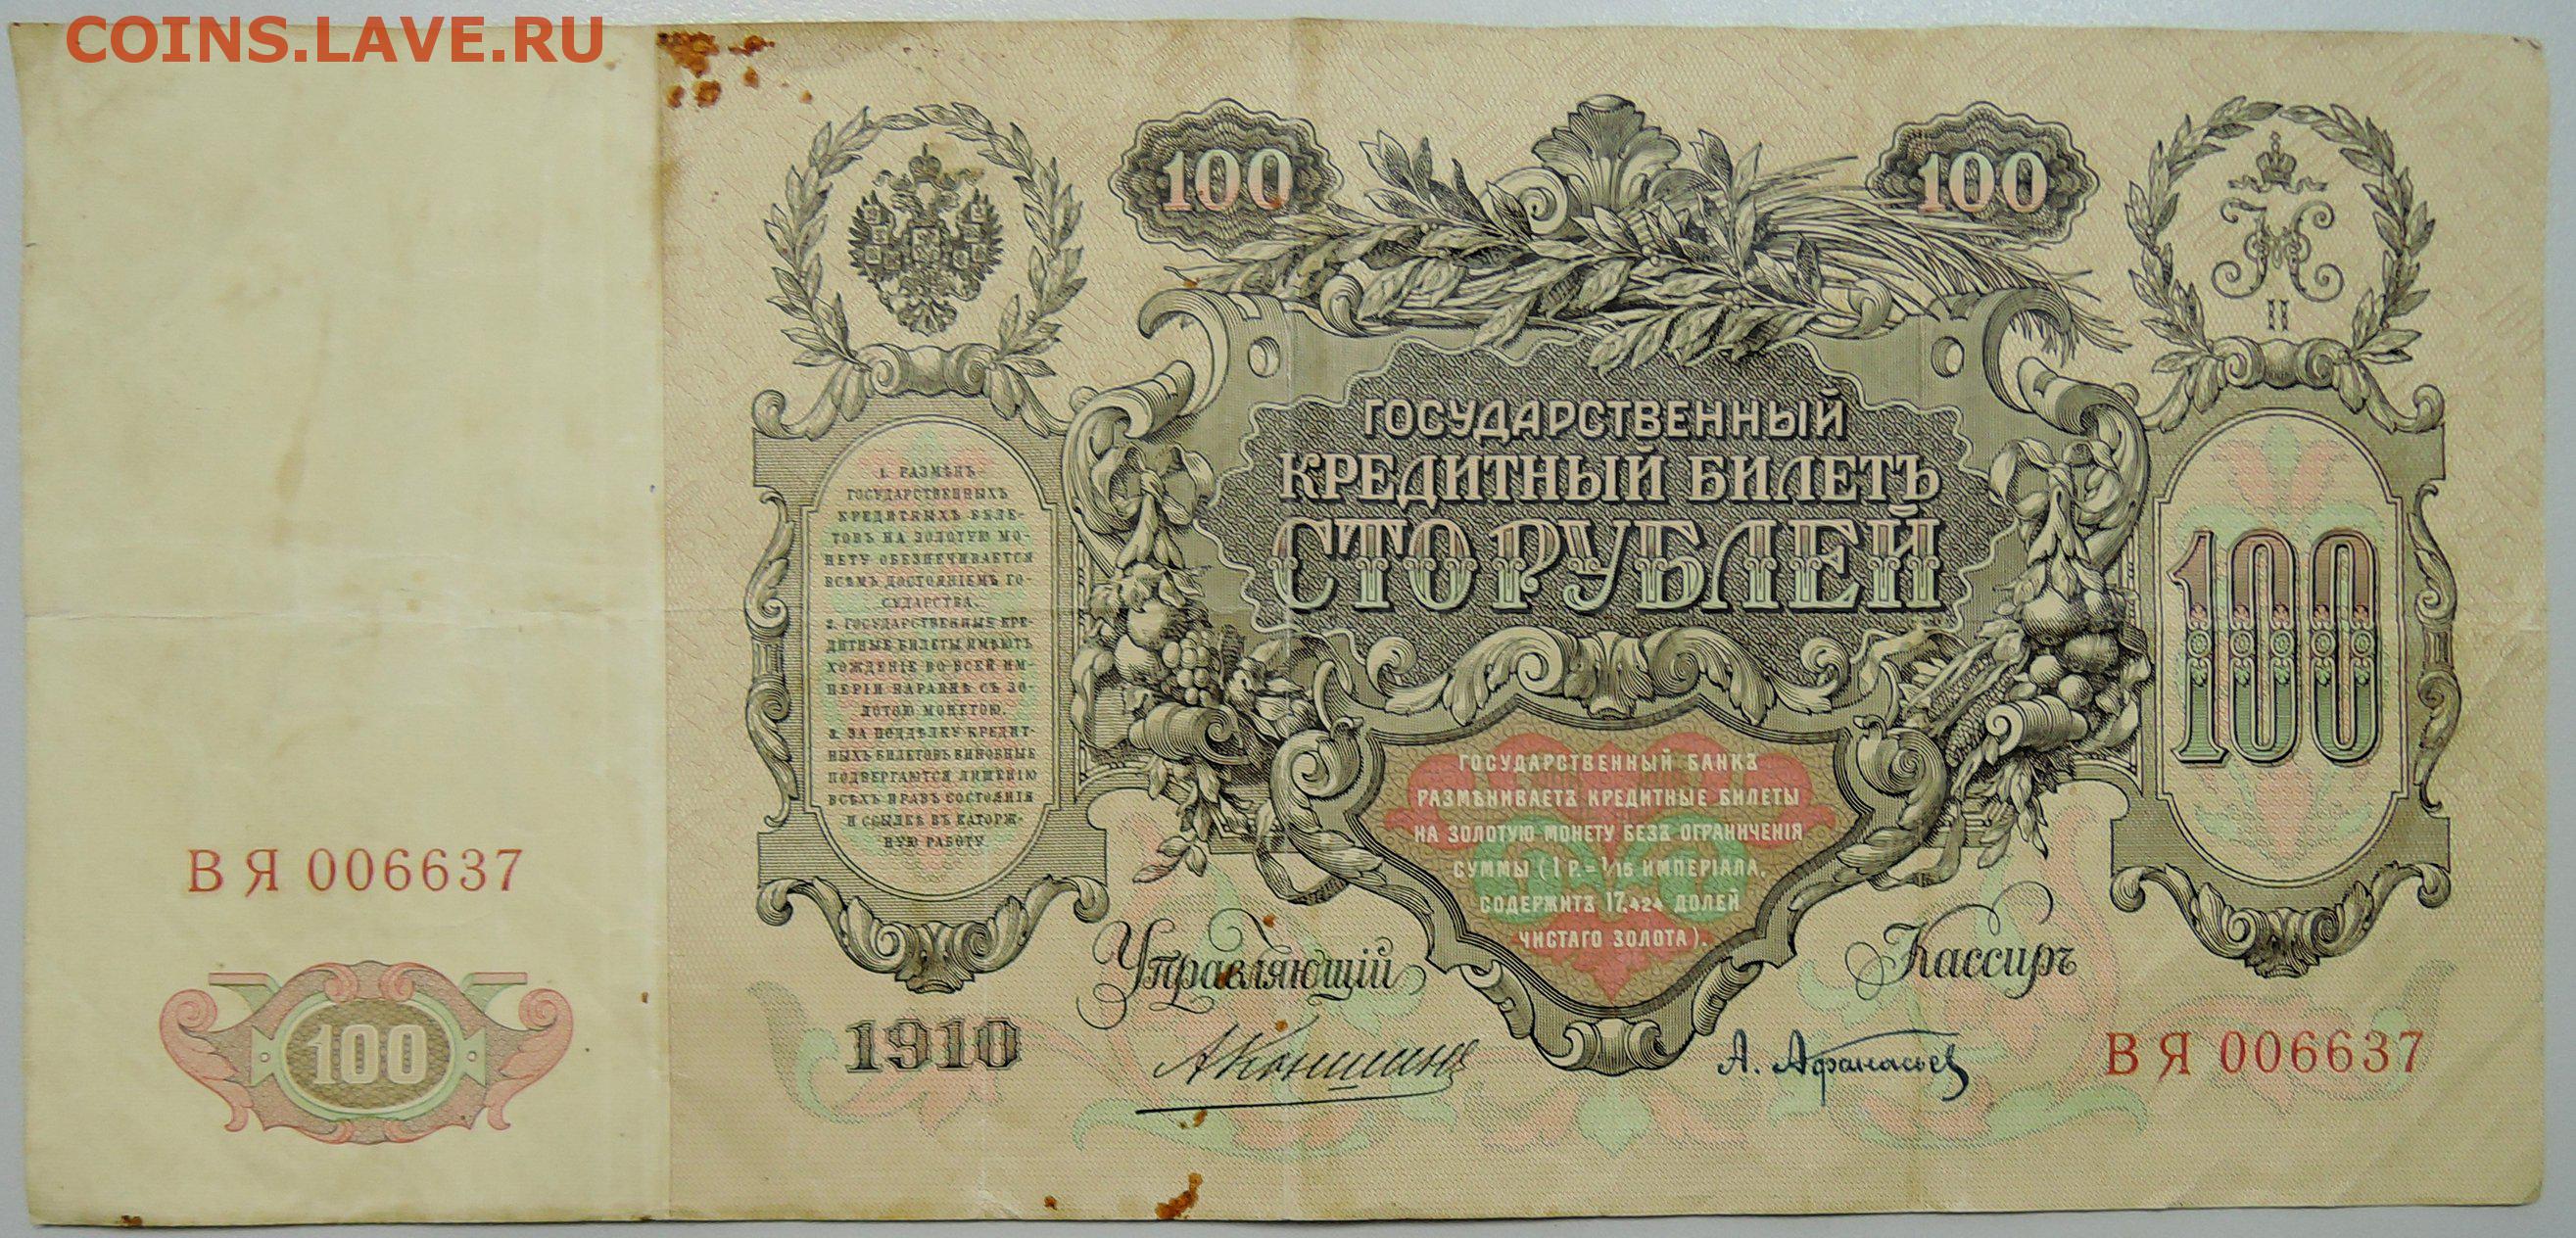 COINS.LAVE.RU
100
100
II
ГОСУДАРСТВЕННЫЙ
КРЕДИТНЫЙ БИЛЕТЪ
СТО РУБЛЕЙ
1. РАЗМѢНЪ
ГОСУДАРСТВЕННЫХЪ
КРЕДИТНЫХЪ БИЛЕ-
ТОВЪ НА ЗОЛОТУЮ МО-
НЕТУ ОБЕЗПЕЧИВАЕТСЯ
ВСѢМЪ ДОСТОЯНІЕМЪ ГО-
СУДАРСТВА.
2. ГОСУДАРСТВЕННЫЕ КРЕ-
ДИТНЫЕ БИЛЕТЫ ИМѢЮТЪ
ХОЖДЕНІЕ ВО ВСЕЙ ИМ-
ПЕРІИ НАРАВНѢ СЪ ЗО-
ЛОТОЮ МОНЕТОЮ.
3. ЗА ПОДДѢЛКУ КРЕДИТ-
НЫХЪ БИЛЕТОВЪ ВИНОВНЫЕ
ПОДВЕРГАЮТСЯ ЛИШЕНІЮ
ВСѢХЪ ПРАВЪ СОСТОЯНІЯ
И ССЫЛКѢ ВЪ КАТОРЖ-
НУЮ РАБОТУ.
100
ГОСУДАРСТВЕННЫЙ БАНКЪ
РАЗМѢНИВАЕТЪ КРЕДИТНЫЕ БИЛЕТЫ
НА ЗОЛОТУЮ МОНЕТУ БЕЗЪ ОГРАНИЧЕНІЯ
СУММЫ (1 Р.=1/15 ИМПЕРІАЛА,
СОДЕРЖИТЪ 17,424 ДОЛЕЙ
ЧИСТАГО ЗОЛОТА).
ВЯ 006637
100
Управляющій
Кассиръ
1910
АКоншинъ
А. Афанасьев
ВЯ 006637